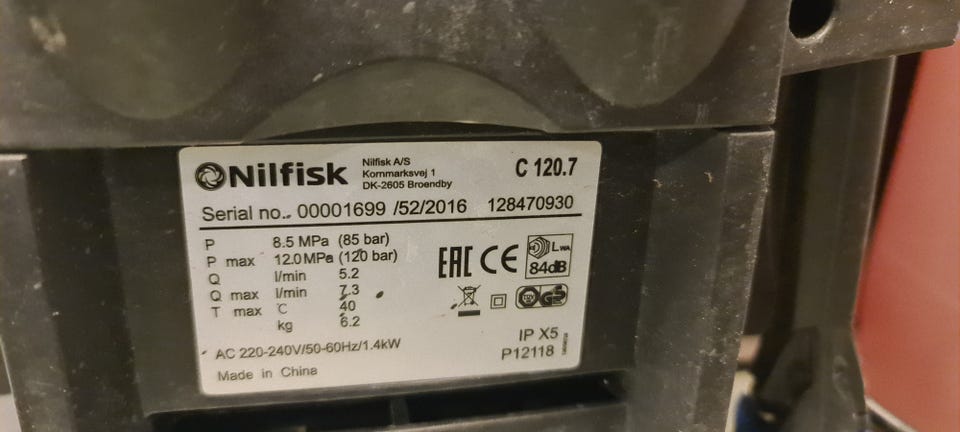 Nilfisk
Nilfisk A/S
Kornmarksvej 1
DK-2605 Broendby
C 120.7
Serial no.. 00001699 /52/2016 128470930
P 8.5 MPa (85 bar)
P max 12.0 MPa (120 bar)
Q l/min 5.2
Q max l/min 7.3
T max °C 40
kg 6.2
EAC CE LWA
84dB
GS
AC 220-240V/50-60Hz/1.4kW
IP X5
P12118
Made in China